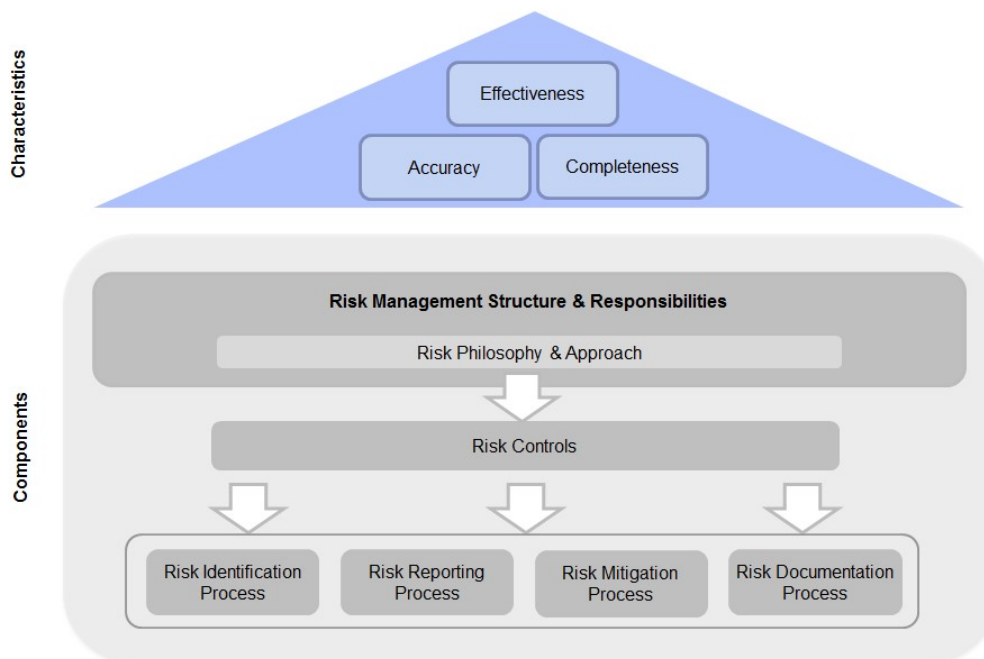 Characteristics
Effectiveness
Accuracy
Completeness
Components
Risk Management Structure & Responsibilities
Risk Philosophy & Approach
Risk Controls
Risk Identification
Process
Risk Reporting
Process
Risk Mitigation
Process
Risk Documentation
Process